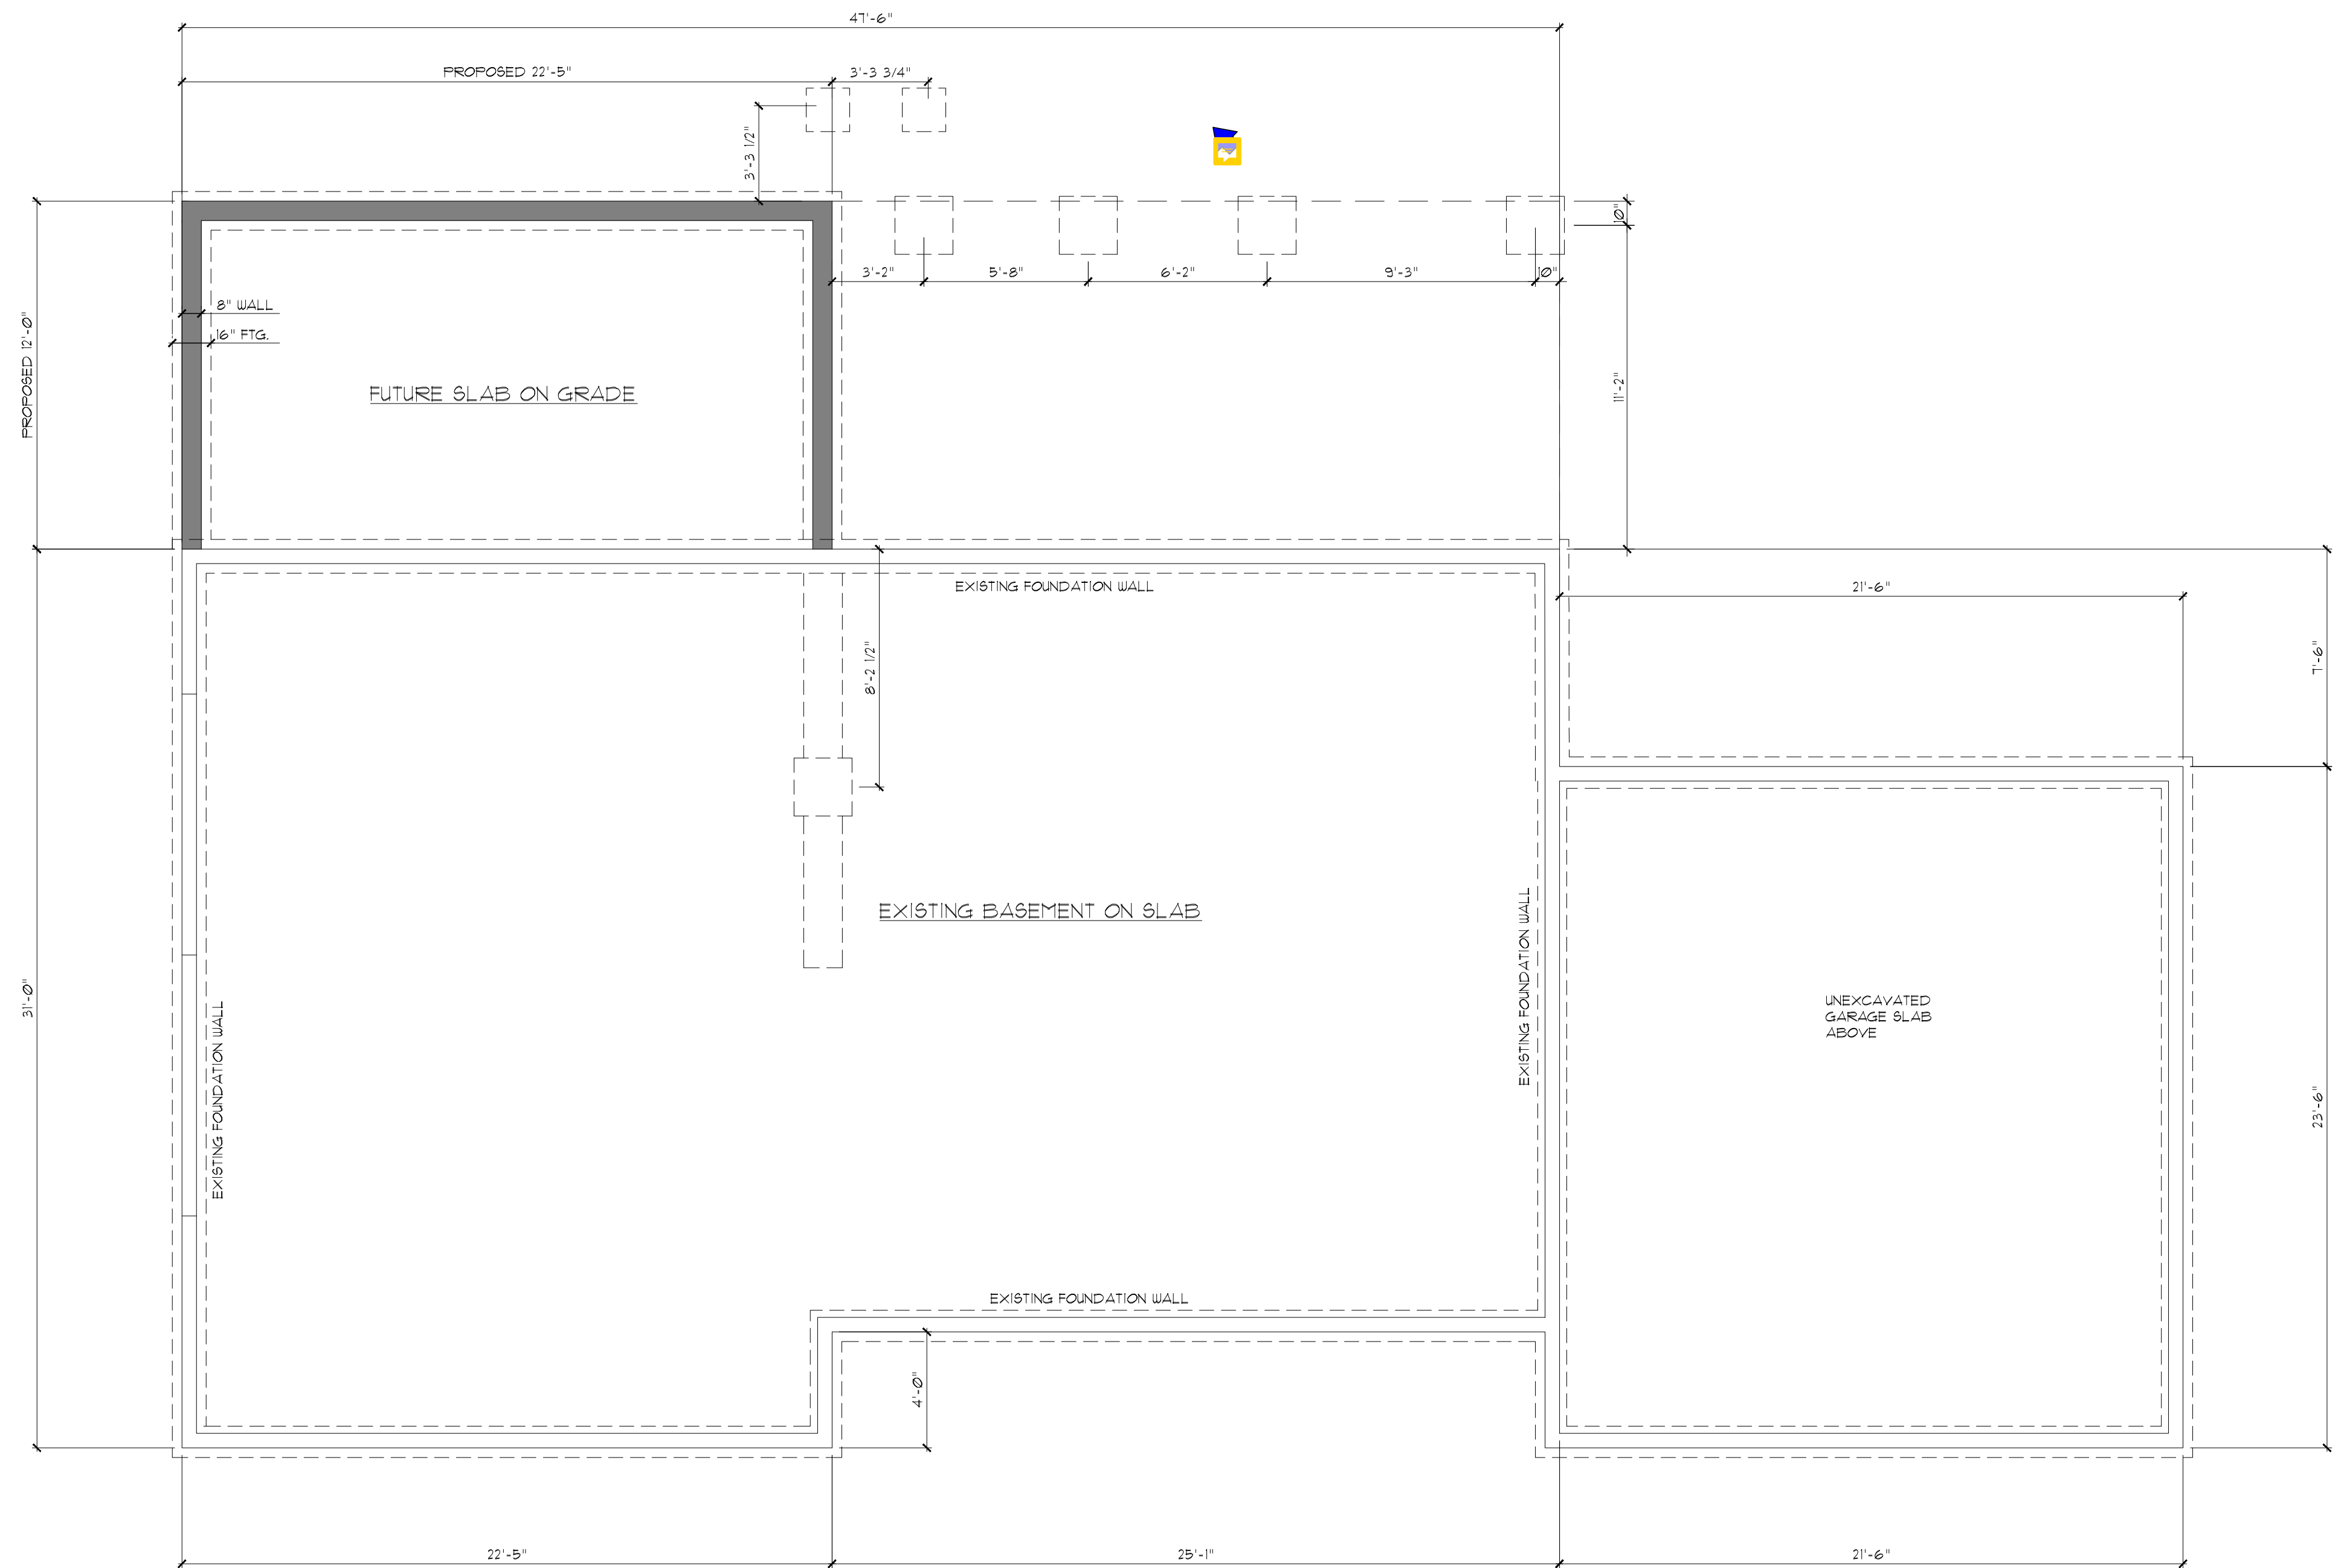 47'-6"
PROPOSED 22'-5"
3'-3 3/4"
3'-3 1/2"
10"
3'-2"
5'-8"
6'-2"
9'-3"
10"
8" WALL
16" FTG.
PROPOSED 12'-0"
FUTURE SLAB ON GRADE
11'-2"
EXISTING FOUNDATION WALL
21'-6"
8'-2 1/2"
7'-6"
EXISTING BASEMENT ON SLAB
EXISTING FOUNDATION WALL
31'-0"
EXISTING FOUNDATION WALL
UNEXCAVATED
GARAGE SLAB
ABOVE
23'-6"
EXISTING FOUNDATION WALL
4'-0"
22'-5"
25'-1"
21'-6"